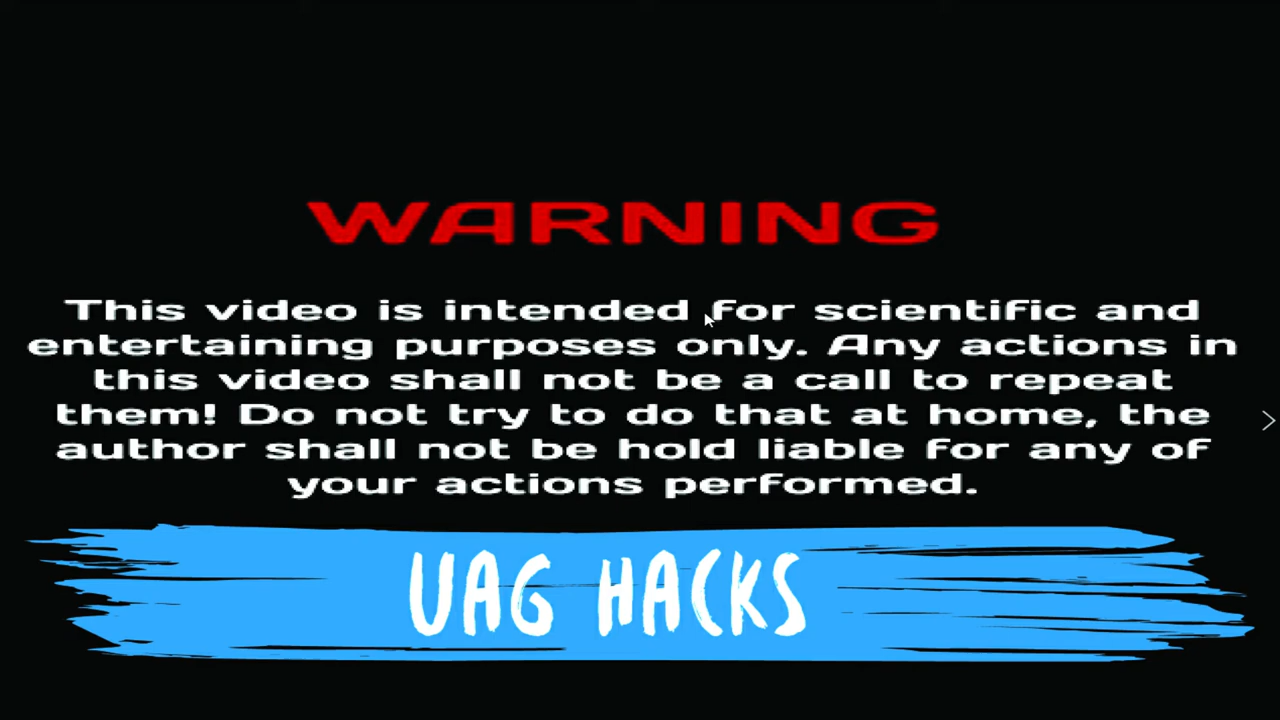 WARNING
This video is intended for scientific and
entertaining purposes only. Any actions in
this video shall not be a call to repeat
them! Do not try to do that at home, the
author shall not be hold liable for any of
your actions performed.
UAG HACKS